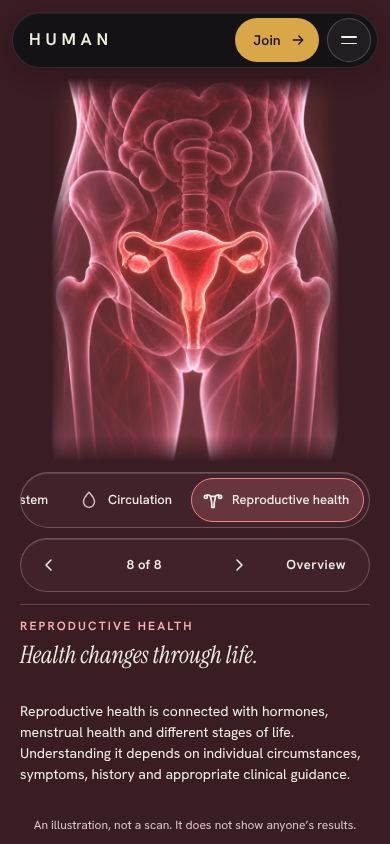 HUMAN
Join →
stem
Circulation
Reproductive health
8 of 8
Overview
REPRODUCTIVE HEALTH
Health changes through life.
Reproductive health is connected with hormones,
menstrual health and different stages of life.
Understanding it depends on individual circumstances,
symptoms, history and appropriate clinical guidance.
An illustration, not a scan. It does not show anyone’s results.